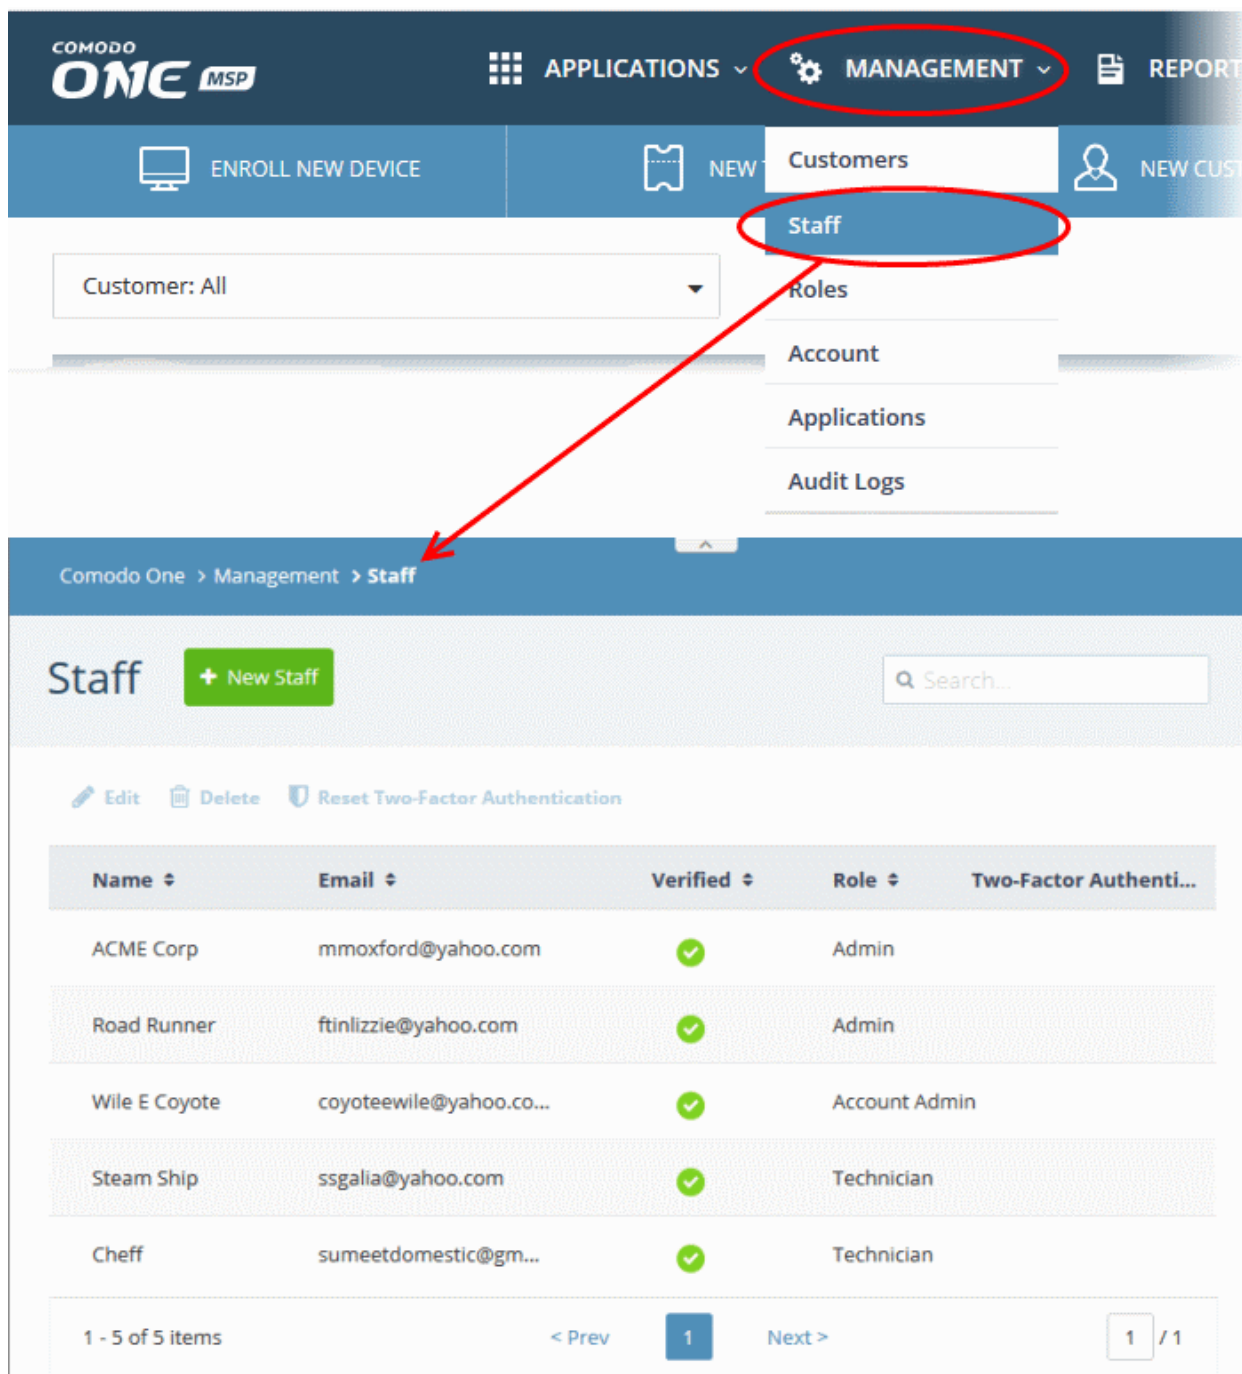 COMODO
ONE MSP
APPLICATIONS
MANAGEMENT
REPORT
ENROLL NEW DEVICE
NEW
NEW CUST
Customers
Staff
Roles
Account
Applications
Audit Logs
Customer: All
Comodo One > Management > Staff
Staff
+ New Staff
Search...
Edit Delete Reset Two-Factor Authentication
Name Email Verified Role Two-Factor Authenti...
ACME Corp mmoxford@yahoo.com Admin
Road Runner ftinlizzie@yahoo.com Admin
Wile E Coyote coyoteewile@yahoo.co... Account Admin
Steam Ship ssgalia@yahoo.com Technician
Cheff sumeetdomestic@gm... Technician
1 - 5 of 5 items < Prev 1 Next > 1 / 1